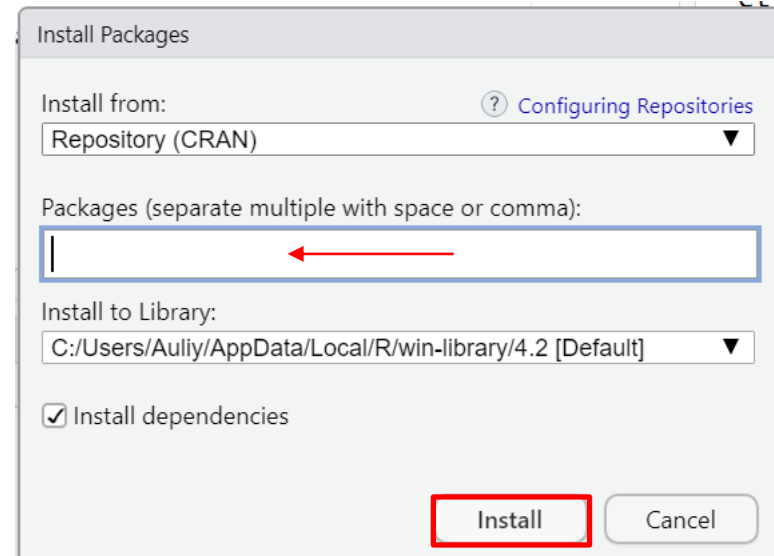 Install Packages
Install from:
? Configuring Repositories
Repository (CRAN)
Packages (separate multiple with space or comma):
Install to Library:
C:/Users/Auliy/AppData/Local/R/win-library/4.2 [Default]
Install dependencies
Install
Cancel